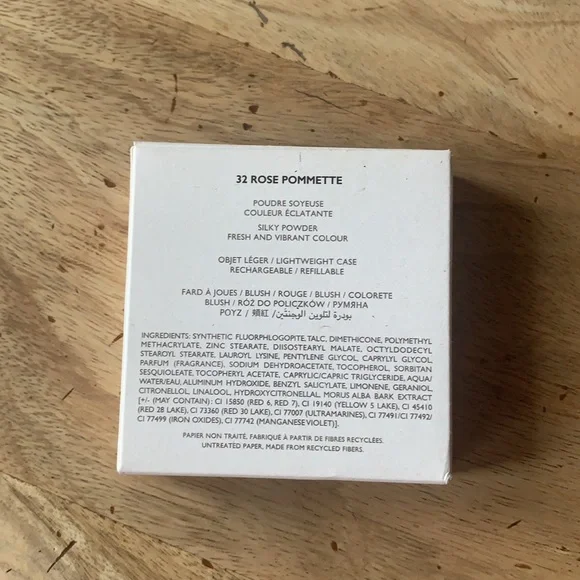 32 ROSE POMMETTE
POUDRE SOYEUSE
COULEUR ÉCLATANTE
SILKY POWDER
FRESH AND VIBRANT COLOUR
OBJET LÉGER / LIGHTWEIGHT CASE
RECHARGEABLE / REFILLABLE
FARD À JOUES / BLUSH / ROUGE / BLUSH / COLORETE
BLUSH / RÓŻ DO POLICZKÓW / РУМЯНА
ΡΟΥΖ / 頰紅 / بودرة لتلوين الوجنتين
INGREDIENTS: SYNTHETIC FLUORPHLOGOPITE, TALC, DIMETHICONE, POLYMETHYL
METHACRYLATE, ZINC STEARATE, DIISOSTEARYL MALATE, OCTYLDODECYL
STEAROYL STEARATE, LAUROYL LYSINE, PENTYLENE GLYCOL, CAPRYLYL GLYCOL,
PARFUM (FRAGRANCE), SODIUM DEHYDROACETATE, TOCOPHEROL, SORBITAN
SESQUIOLEATE, TOCOPHERYL ACETATE, CAPRYLIC/CAPRIC TRIGLYCERIDE, AQUA/
WATER/EAU, ALUMINUM HYDROXIDE, BENZYL SALICYLATE, LIMONENE, GERANIOL,
CITRONELLOL, LINALOOL, HYDROXYCITRONELLAL, MORUS ALBA BARK EXTRACT
[+/- (MAY CONTAIN: CI 15850 (RED 6, RED 7), CI 19140 (YELLOW 5 LAKE), CI 45410
(RED 28 LAKE), CI 73360 (RED 30 LAKE), CI 77007 (ULTRAMARINES), CI 77491/CI 77492/
CI 77499 (IRON OXIDES), CI 77742 (MANGANESE VIOLET)].
PAPIER NON TRAITÉ, FABRIQUÉ À PARTIR DE FIBRES RECYCLÉES.
UNTREATED PAPER, MADE FROM RECYCLED FIBERS.